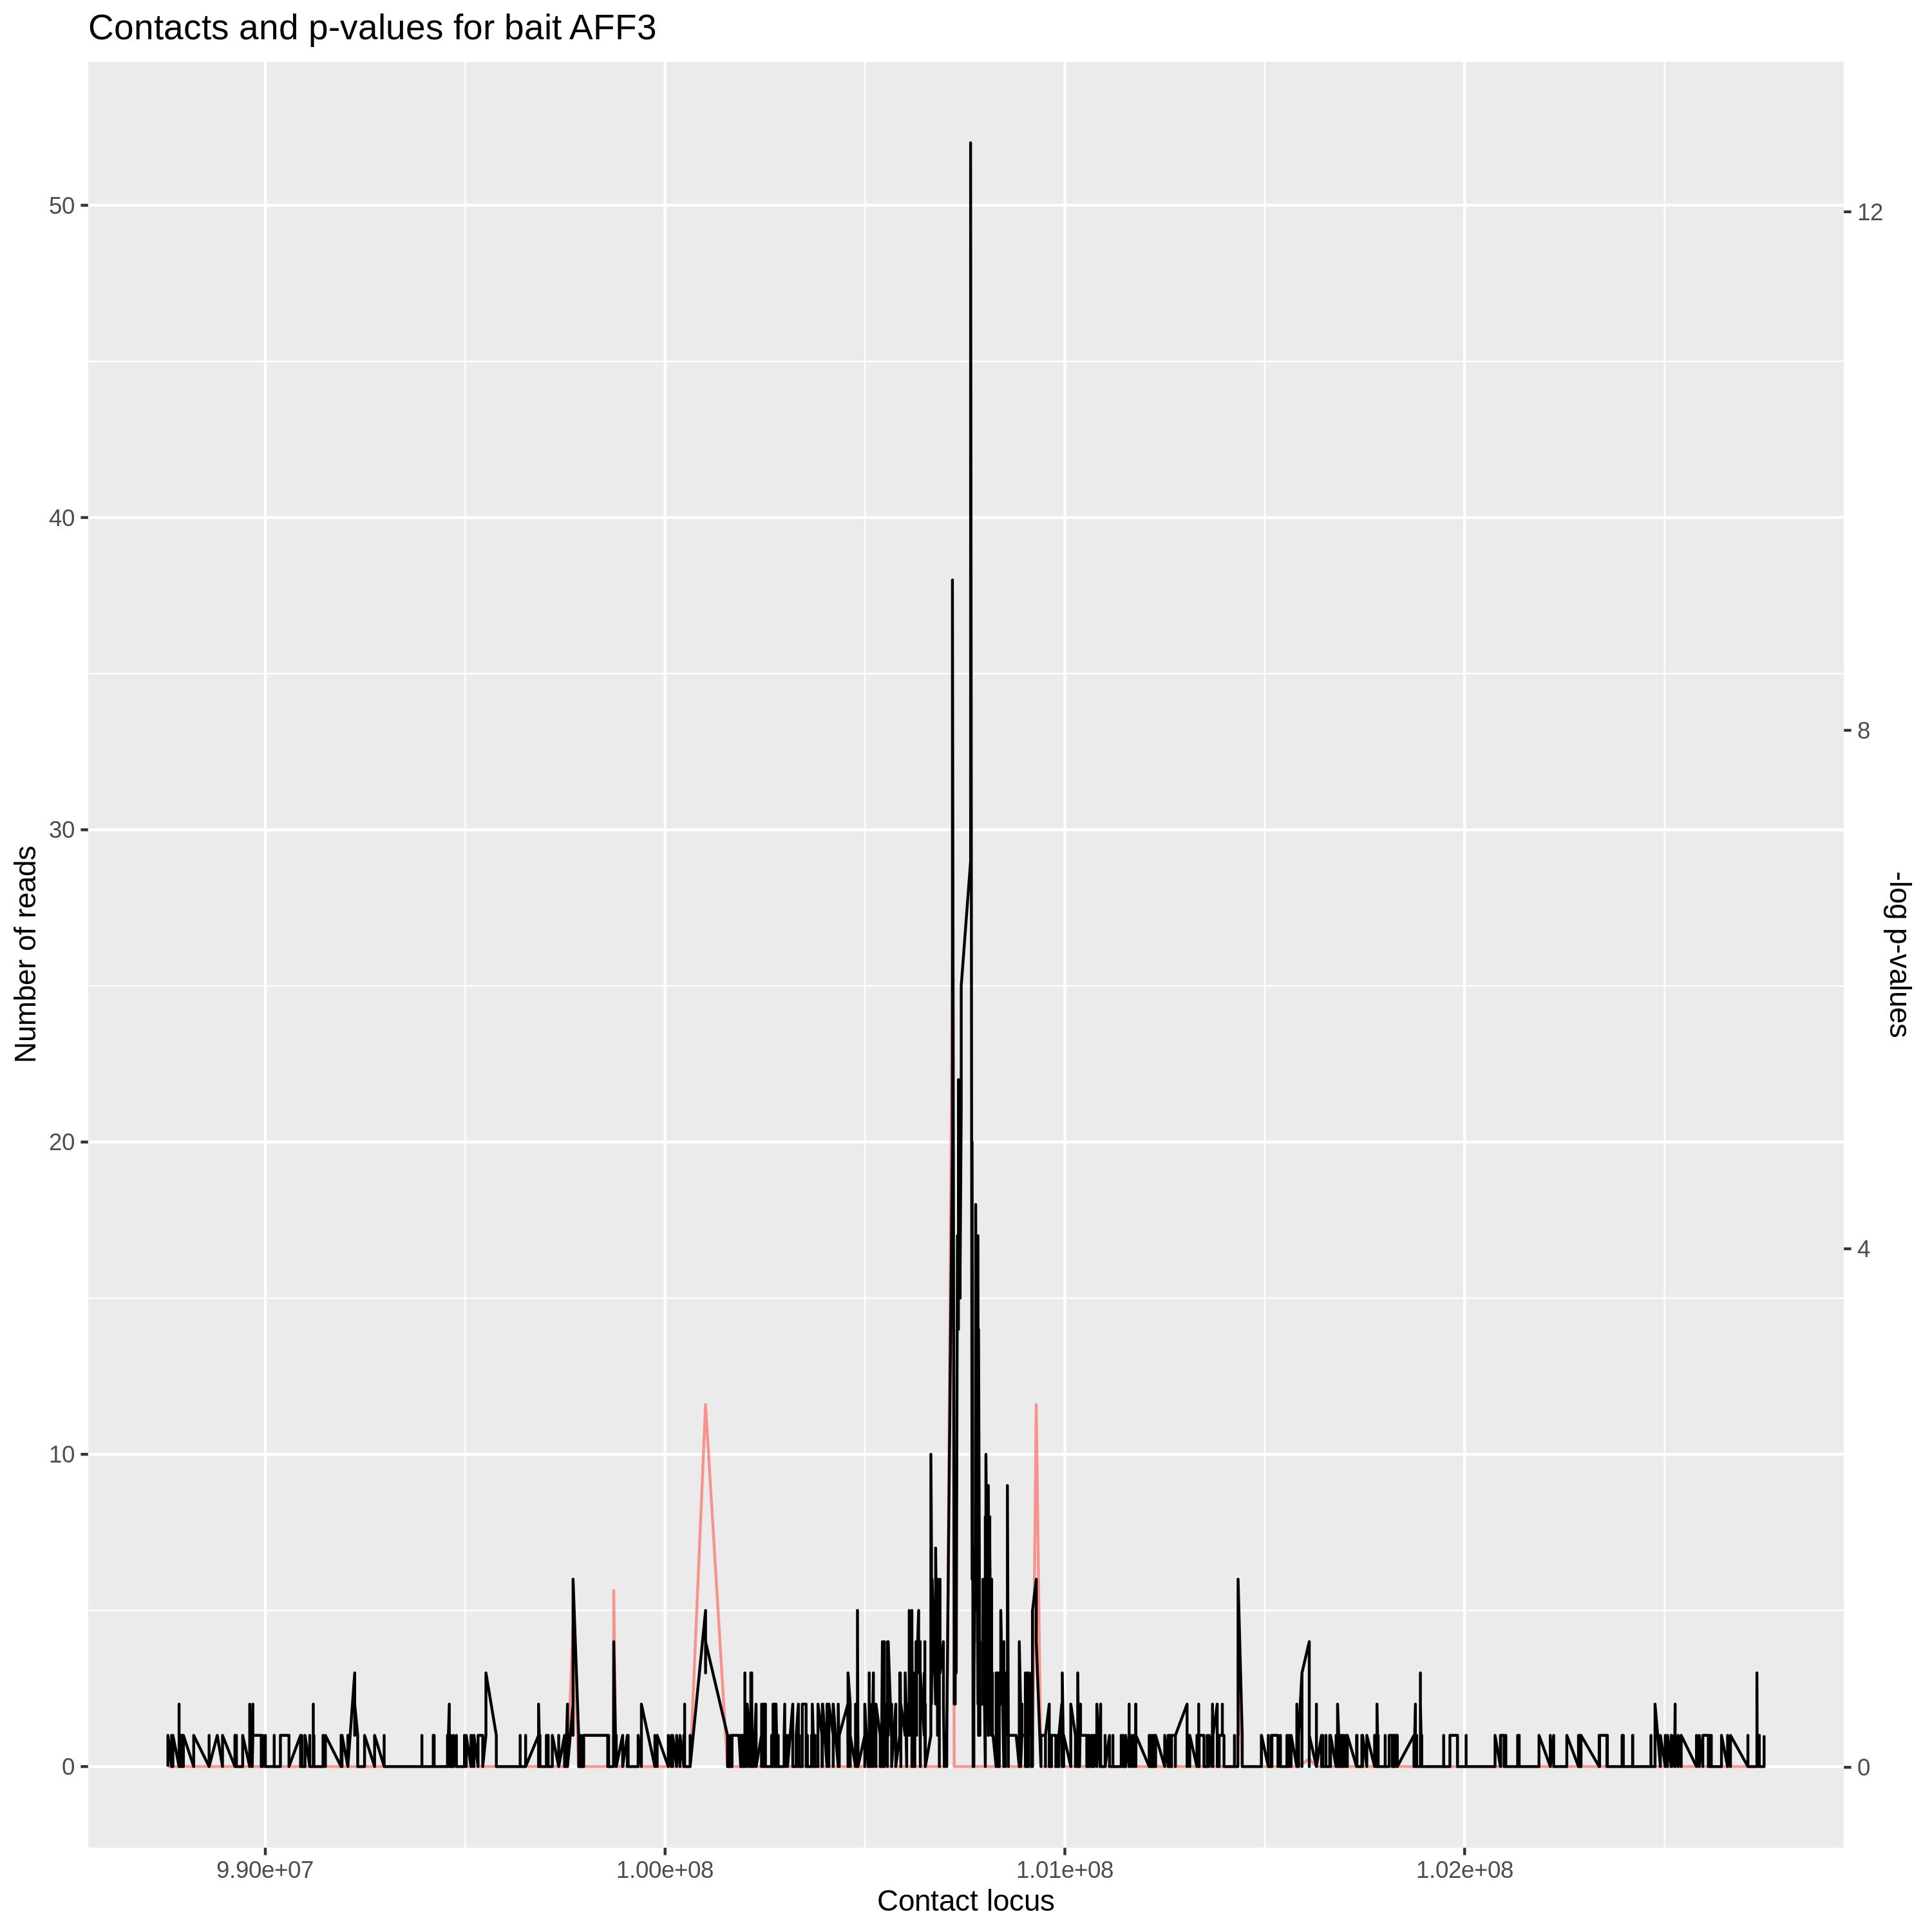 Contacts and p-values for bait AFF3
50
40
30
20
10
0
Number of reads
12
8
4
0
-log p-values
9.90e+07 1.00e+08 1.01e+08 1.02e+08
Contact locus